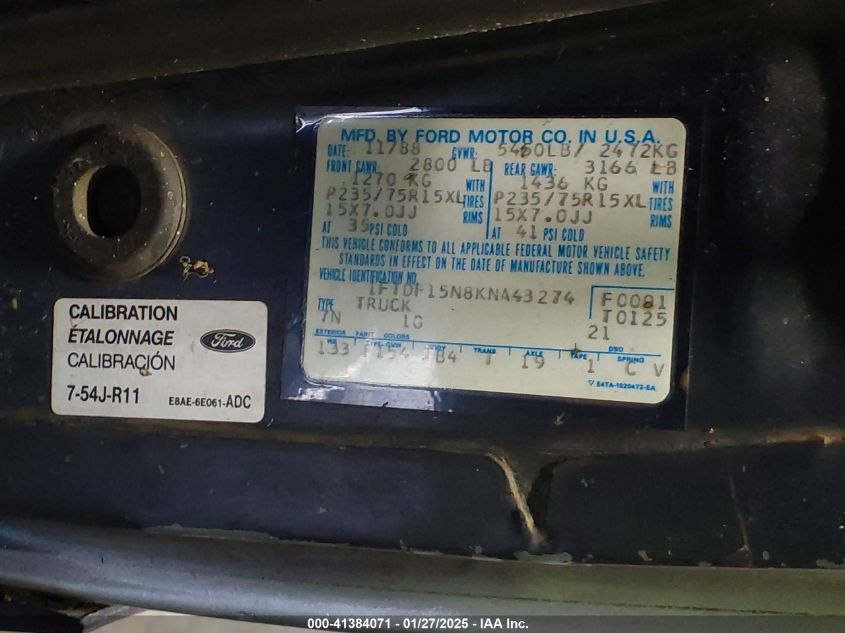 MFD. BY FORD MOTOR CO. IN U.S.A.
DATE: 11/88 GVWR: 5450LB/ 2472KG
FRONT GAWR: 2800 LB REAR GAWR: 3166 LB
1270 KG WITH 1436 KG WITH
P235/75R15XL TIRES P235/75R15XL TIRES
15X7.0JJ RIMS 15X7.0JJ RIMS
AT 35 PSI COLD AT 41 PSI COLD
THIS VEHICLE CONFORMS TO ALL APPLICABLE FEDERAL MOTOR VEHICLE SAFETY
STANDARDS IN EFFECT ON THE DATE OF MANUFACTURE SHOWN ABOVE.
VEHICLE IDENTIFICATION NO.
1FTDF15N8KNA43274 F0081
TYPE TRUCK T0125
7N 1G 21
EXTERIOR PAINT COLORS DSO
WB BODY TRANS AXLE TAPE SPRING
133 F154 B4 19 1 C V
E4TA-1020472-EA
CALIBRATION
ÉTALONNAGE
CALIBRACIÓN
Ford
7-54J-R11 E8AE-6E061-ADC
000-41384071 / 01/27/2025 - IAA Inc.